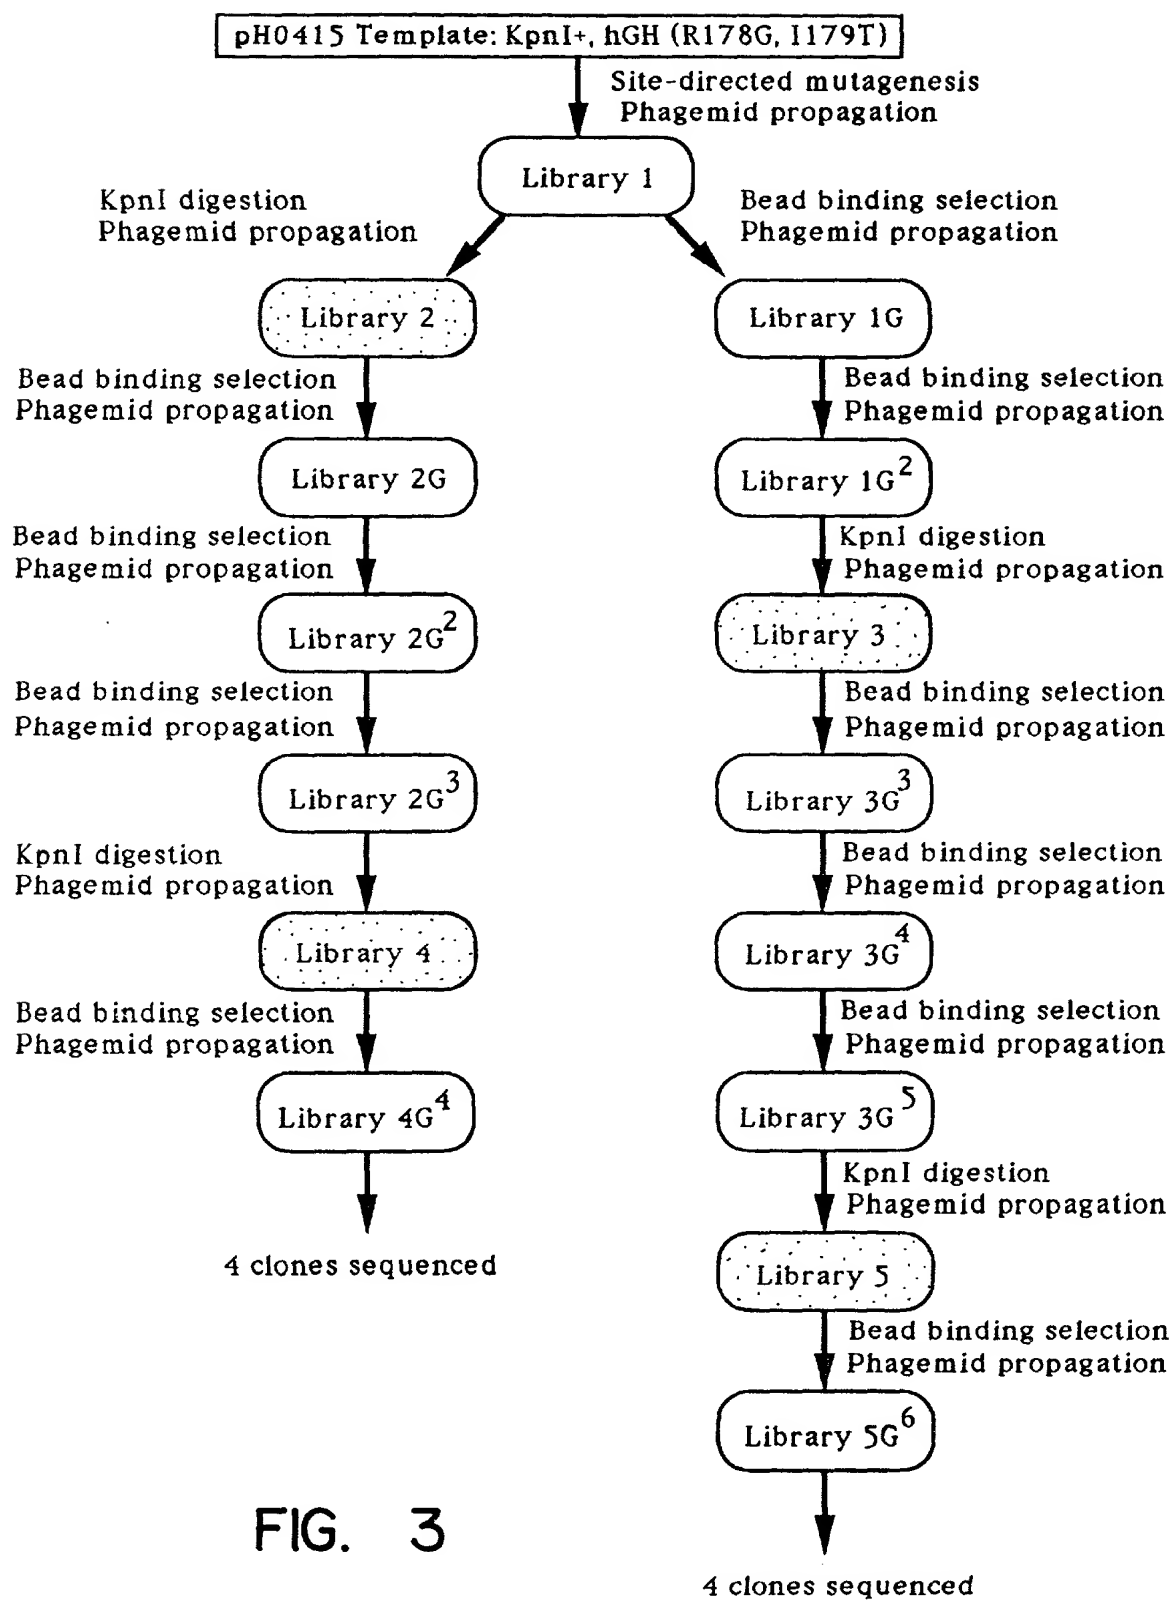 pH0415 Template: KpnI+, hGH (R178G, I179T)
Site-directed mutagenesis
Phagemid propagation
Library 1
KpnI digestion
Phagemid propagation
Bead binding selection
Phagemid propagation
Library 2
Library 1G
Bead binding selection
Phagemid propagation
Bead binding selection
Phagemid propagation
Library 2G
Library 1G²
Bead binding selection
Phagemid propagation
KpnI digestion
Phagemid propagation
Library 2G²
Library 3
Bead binding selection
Phagemid propagation
Bead binding selection
Phagemid propagation
Library 2G³
Library 3G³
KpnI digestion
Phagemid propagation
Bead binding selection
Phagemid propagation
Library 4
Library 3G⁴
Bead binding selection
Phagemid propagation
Bead binding selection
Phagemid propagation
Library 4G⁴
Library 3G⁵
KpnI digestion
Phagemid propagation
4 clones sequenced
Library 5
Bead binding selection
Phagemid propagation
Library 5G⁶
FIG. 3
4 clones sequenced